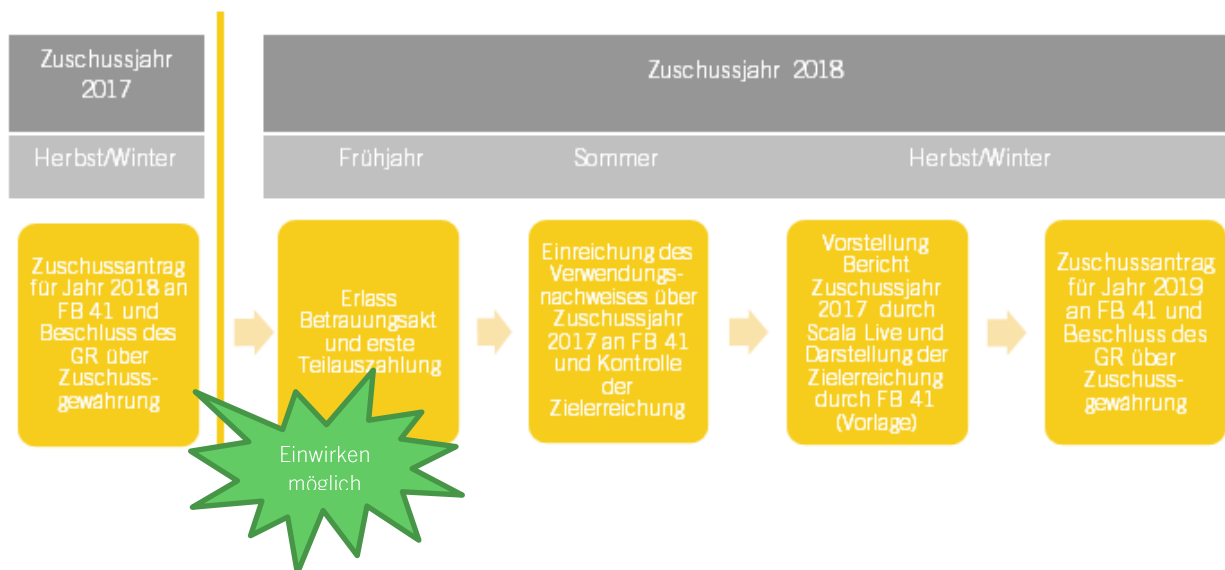 Zuschussjahr
2017
Zuschussjahr 2018
Herbst/Winter
Frühjahr
Sommer
Herbst/Winter
Zuschussantrag
für Jahr 2018 an
FB 41 und
Beschluss des
GR über
Zuschuss-
gewährung
Erlass
Betrauungsakt
und erste
Teilauszahlung
Einreichung des
Verwendungs-
nachweises über
Zuschussjahr
2017 an FB 41
und Kontrolle
der
Zielerreichung
Vorstellung
Bericht
Zuschussjahr
2017 durch
Scala Live und
Darstellung der
Zielerreichung
durch FB 41
(Vorlage)
Zuschussantrag
für Jahr 2019
an FB 41 und
Beschluss des
GR über
Zuschuss-
gewährung
Einwirken
möglich